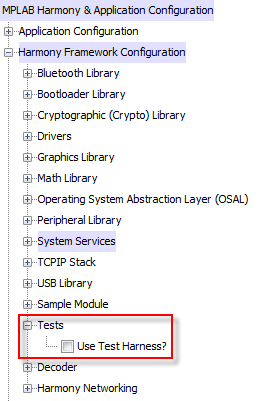 MPLAB Harmony & Application Configuration
Application Configuration
Harmony Framework Configuration
Bluetooth Library
Bootloader Library
Cryptographic (Crypto) Library
Drivers
Graphics Library
Math Library
Operating System Abstraction Layer (OSAL)
Peripheral Library
System Services
TCPIP Stack
USB Library
Sample Module
Tests
Use Test Harness?
Decoder
Harmony Networking